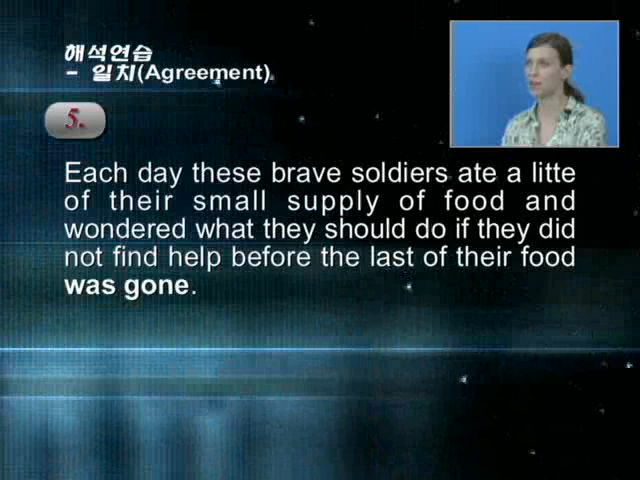 해석연습
- 일치(Agreement)
5.
Each day these brave soldiers ate a litte
of their small supply of food and
wondered what they should do if they did
not find help before the last of their food
was gone.